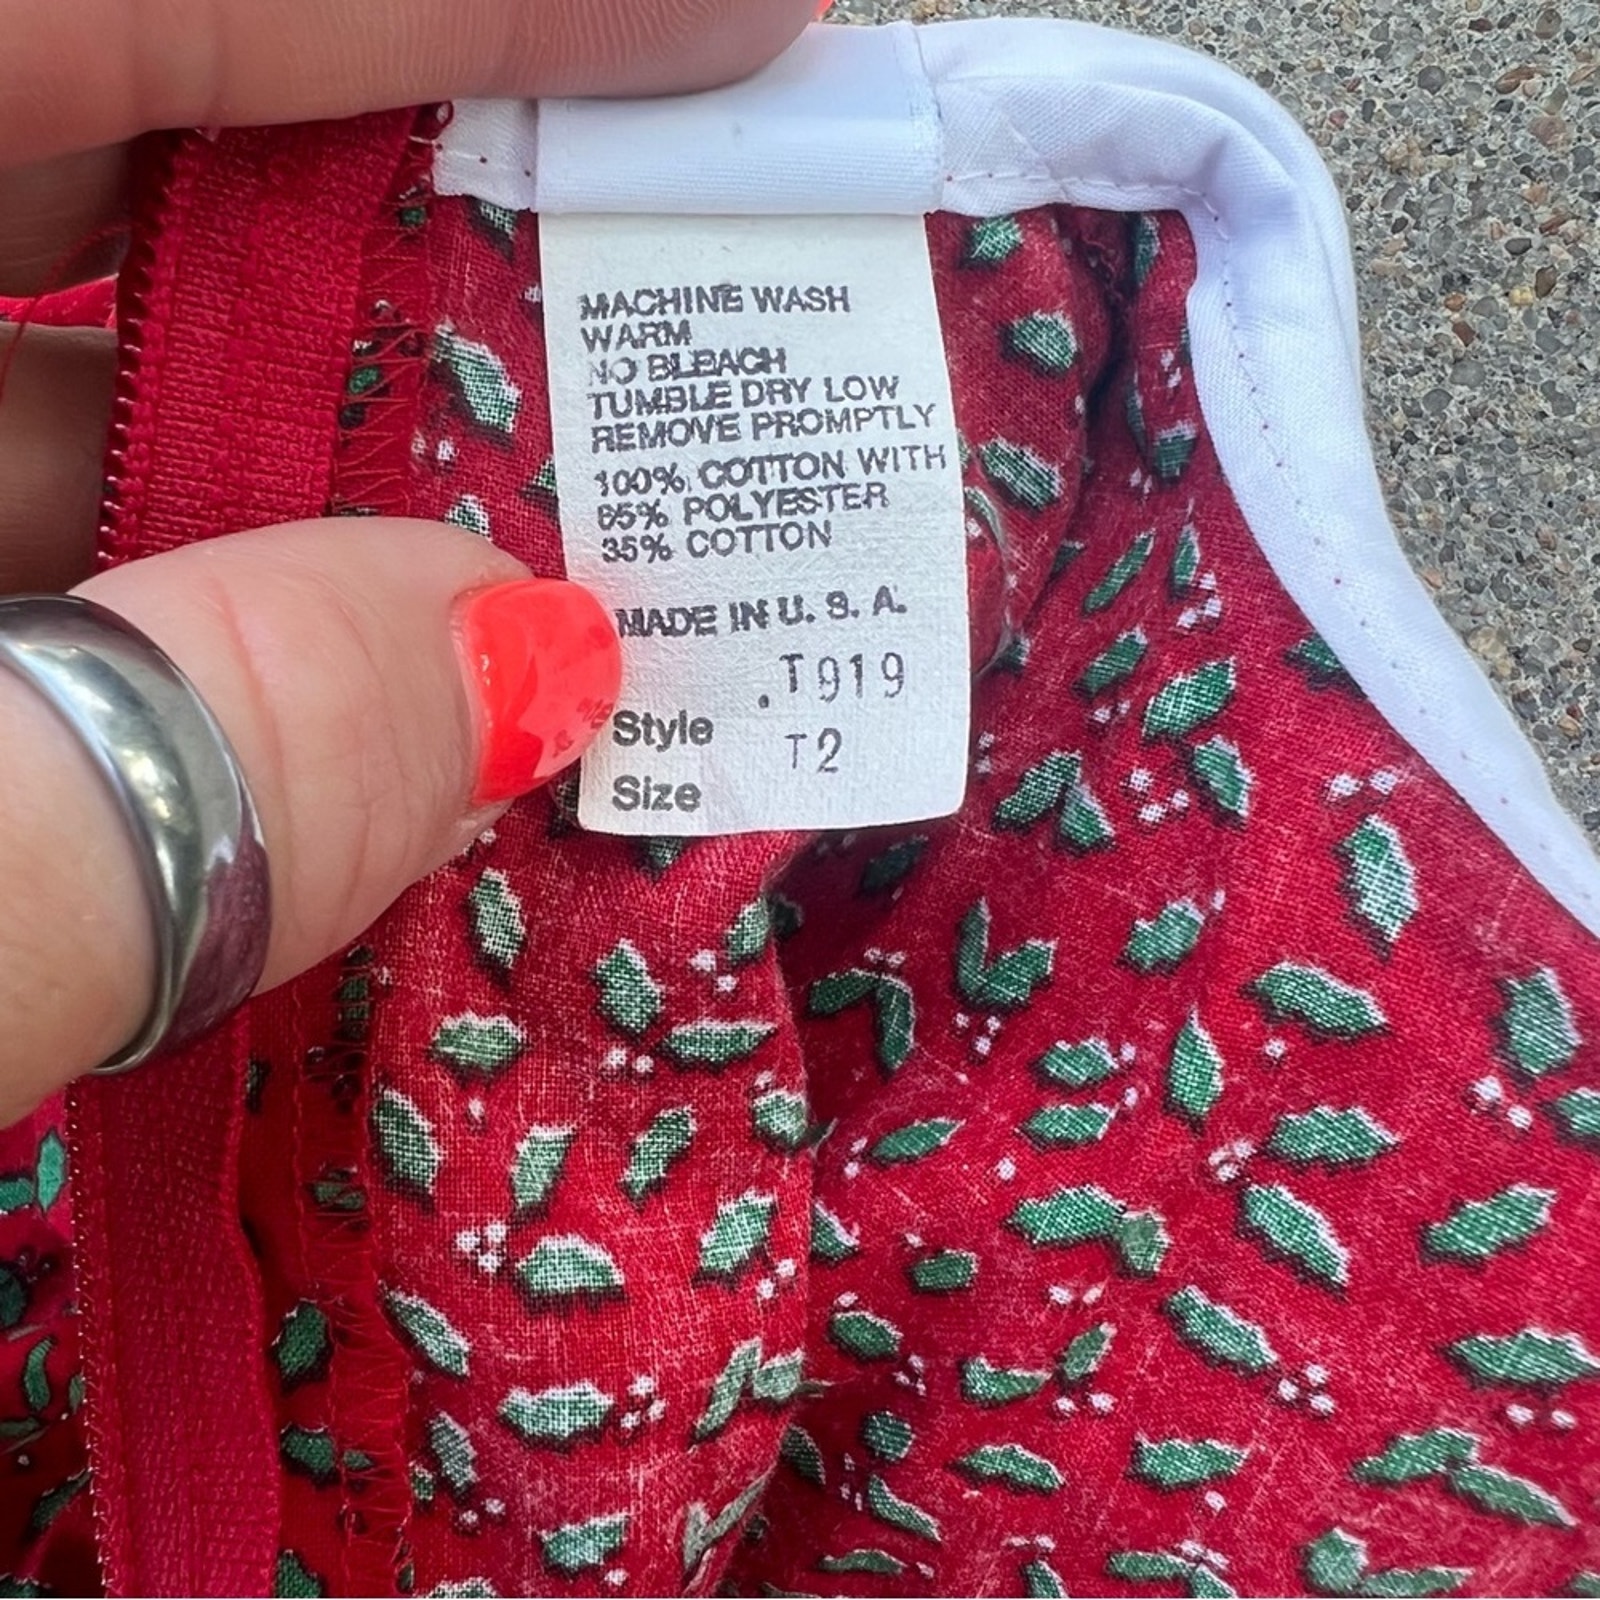 MACHINE WASH
WARM
NO BLEACH
TUMBLE DRY LOW
REMOVE PROMPTLY
100% COTTON WITH
65% POLYESTER
35% COTTON
MADE IN U. S. A.
.T919
Style
T2
Size